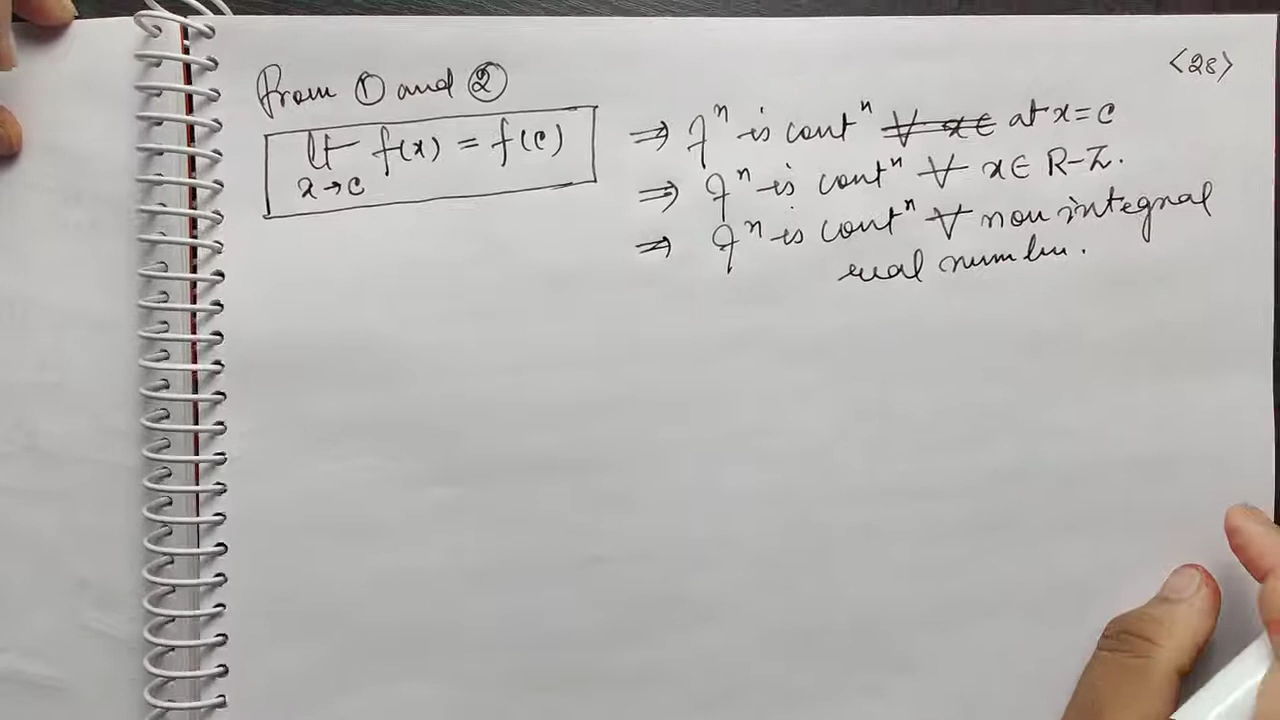 <28>
From ① and ②
lt f(x) = f(c)
x→c
⇒ Fⁿ is contⁿ ∀ x∈ at x = c
⇒ Fⁿ is contⁿ ∀ x∈ R-Z.
⇒ Fⁿ is contⁿ ∀ non integral
real number.